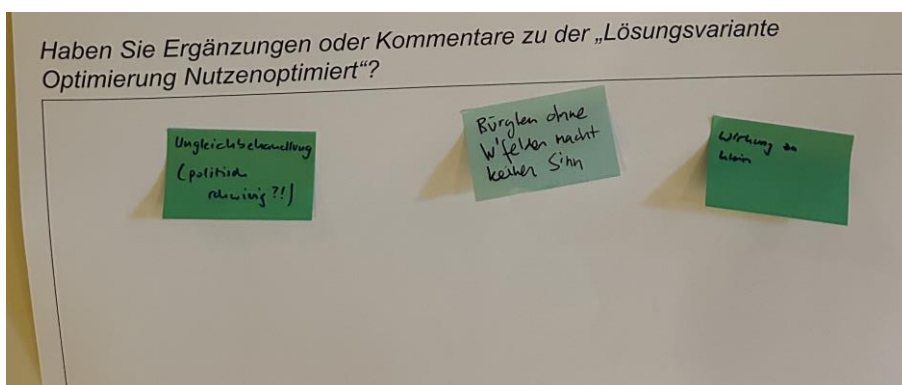 Haben Sie Ergänzungen oder Kommentare zu der „Lösungsvariante
Optimierung Nutzenoptimiert“?
Ungleichbehandlung
(politisch
schwierig?!)
Bürglen ohne
W'felden macht
keinen Sinn
Wirkung zu
klein